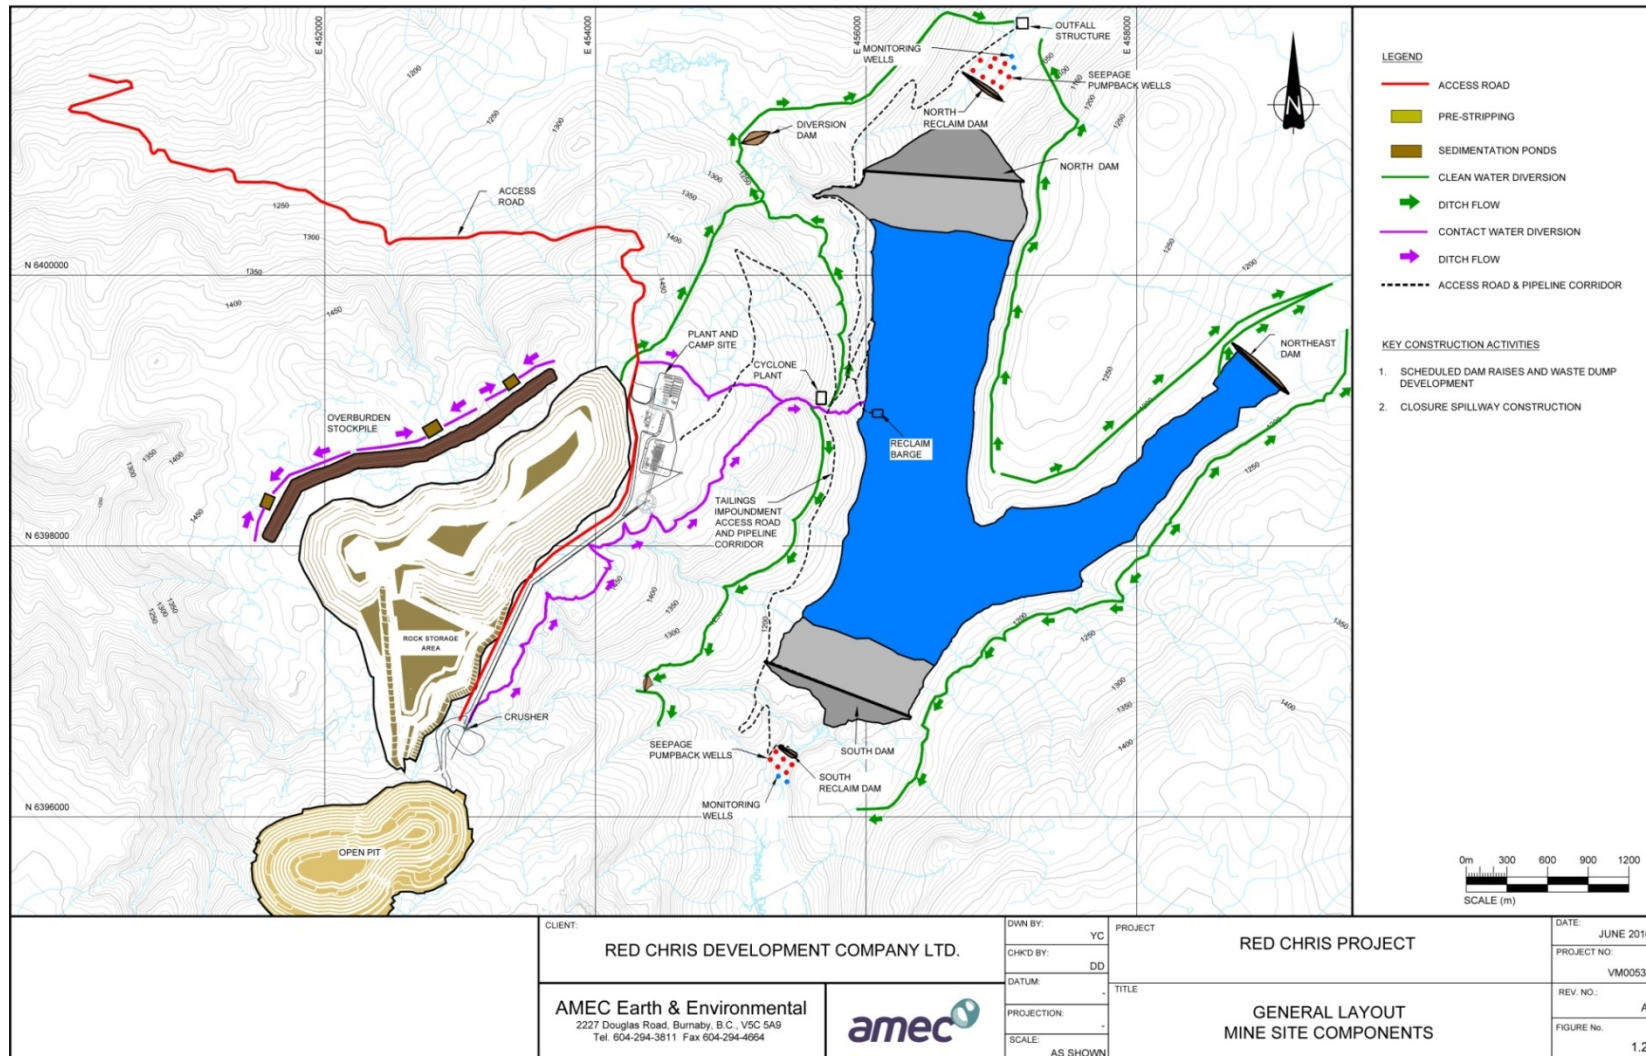 E 452000
E 454000
E 456000
E 458000
N 6400000
N 6398000
N 6396000
OUTFALL
STRUCTURE
MONITORING
WELLS
SEEPAGE
PUMPBACK WELLS
NORTH
RECLAIM DAM
DIVERSION
DAM
NORTH DAM
ACCESS
ROAD
PLANT AND
CAMP SITE
CYCLONE
PLANT
NORTHEAST
DAM
OVERBURDEN
STOCKPILE
RECLAIM
BARGE
TAILINGS
IMPOUNDMENT
ACCESS ROAD
AND PIPELINE
CORRIDOR
ROCK STORAGE
AREA
CRUSHER
SEEPAGE
PUMPBACK WELLS
SOUTH DAM
SOUTH
RECLAIM DAM
MONITORING
WELLS
OPEN PIT
N
LEGEND
ACCESS ROAD
PRE-STRIPPING
SEDIMENTATION PONDS
CLEAN WATER DIVERSION
DITCH FLOW
CONTACT WATER DIVERSION
DITCH FLOW
ACCESS ROAD & PIPELINE CORRIDOR
KEY CONSTRUCTION ACTIVITIES
1. SCHEDULED DAM RAISES AND WASTE DUMP
DEVELOPMENT
2. CLOSURE SPILLWAY CONSTRUCTION
0m 300 600 900 1200
SCALE (m)
CLIENT:
RED CHRIS DEVELOPMENT COMPANY LTD.
AMEC Earth & Environmental
2227 Douglas Road, Burnaby, B.C., V5C 5A9
Tel. 604-294-3811 Fax 604-294-4664
amec
DWN BY:
YC
CHK'D BY:
DD
DATUM:
-
PROJECTION:
-
SCALE:
AS SHOWN
PROJECT
RED CHRIS PROJECT
TITLE
GENERAL LAYOUT
MINE SITE COMPONENTS
DATE:
JUNE
PROJECT NO:
VM0053
REV. NO.:
A
FIGURE No.
1.2